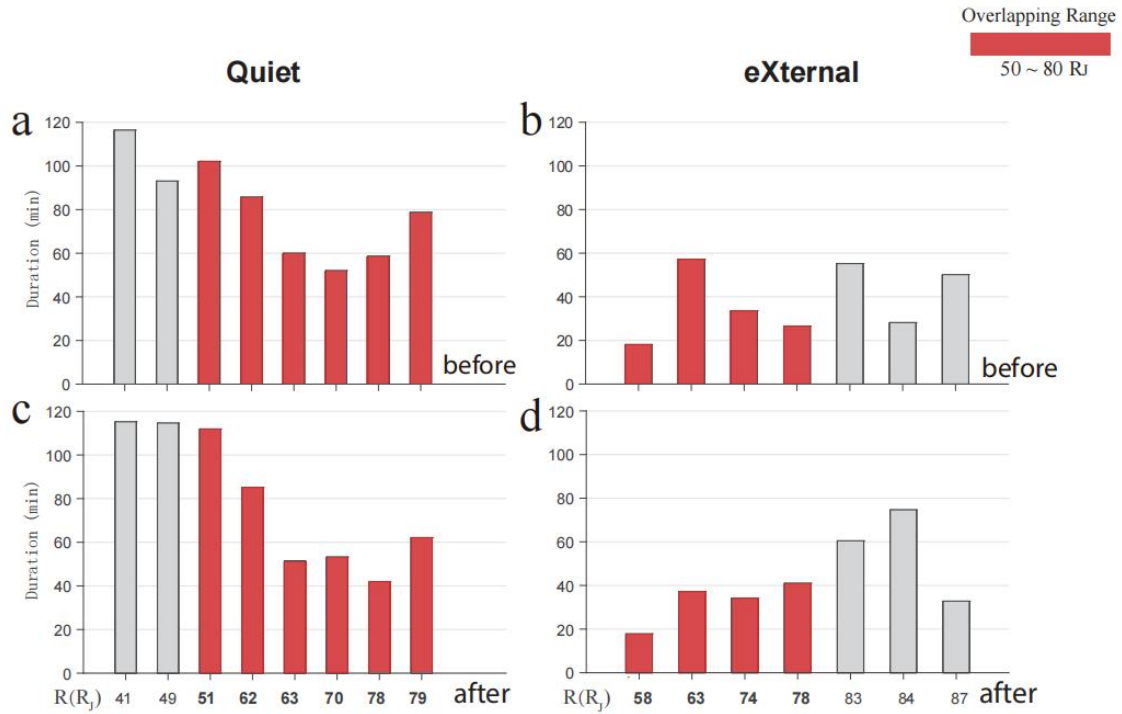 Overlapping Range
50 ~ 80 RJ
Quiet
eXternal
a
120
100
80
60
40
20
0
Duration (min)
before
b
120
100
80
60
40
20
0
before
c
120
100
80
60
40
20
0
Duration (min)
R(RJ) 41 49 51 62 63 70 78 79 after
d
120
100
80
60
40
20
0
R(RJ) 58 63 74 78 83 84 87 after